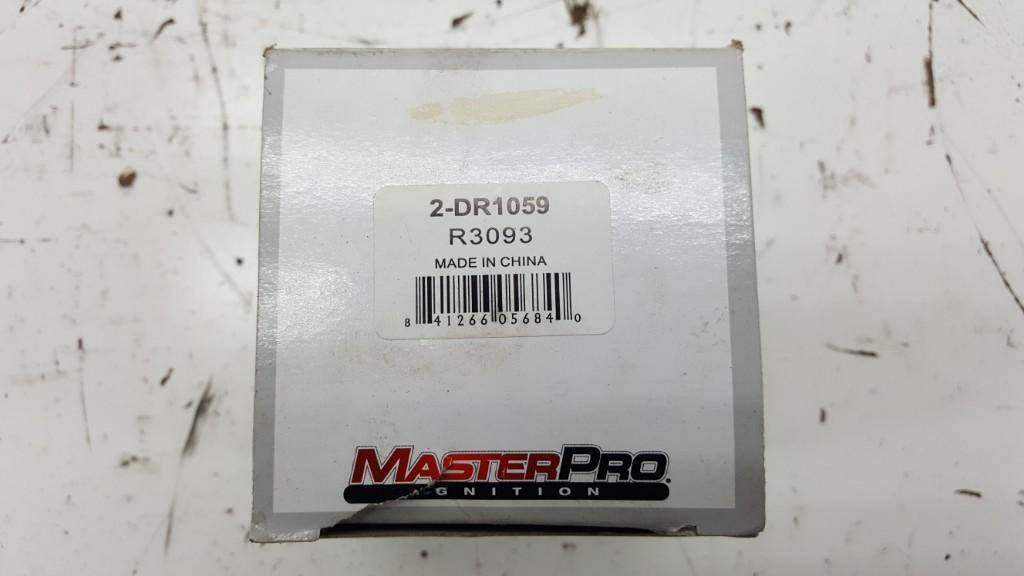 2-DR1059
R3093
MADE IN CHINA
8 41266 05684 0
MASTERPRO.
IGNITION